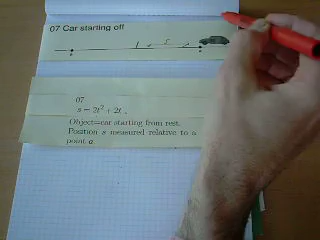 07 Car starting off
07
s = 2t² + 2t ,
Object=car starting from rest.
Position s measured relative to a
point a.